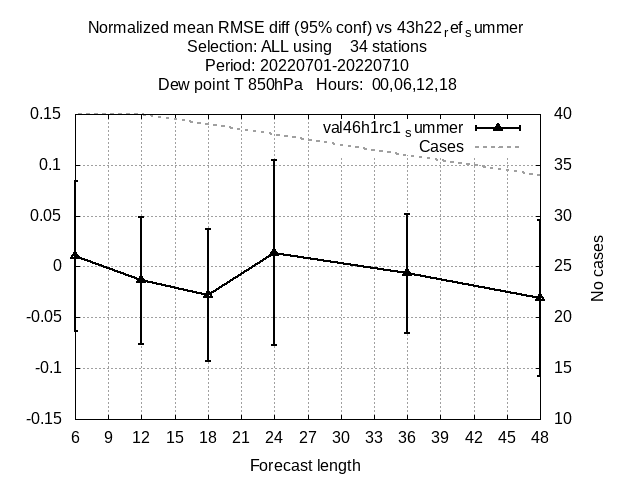 Normalized mean RMSE diff (95% conf) vs 43h22refsummer
Selection: ALL using 34 stations
Period: 20220701-20220710
Dew point T 850hPa Hours: 00,06,12,18
val46h1rc1summer
Cases
0.15
0.1
0.05
0
-0.05
-0.1
-0.15
40
35
30
25
20
15
10
No cases
6 9 12 15 18 21 24 27 30 33 36 39 42 45 48
Forecast length